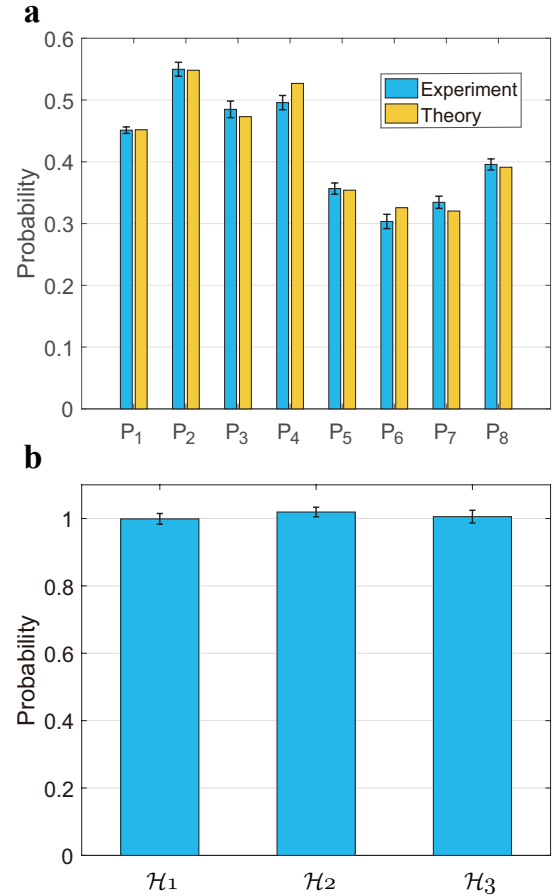 a
0.6
0.5
0.4
0.3
0.2
0.1
0
Probability
Experiment
Theory
P₁ P₂ P₃ P₄ P₅ P₆ P₇ P₈
b
1
0.8
0.6
0.4
0.2
0
Probability
ℋ1 ℋ2 ℋ3